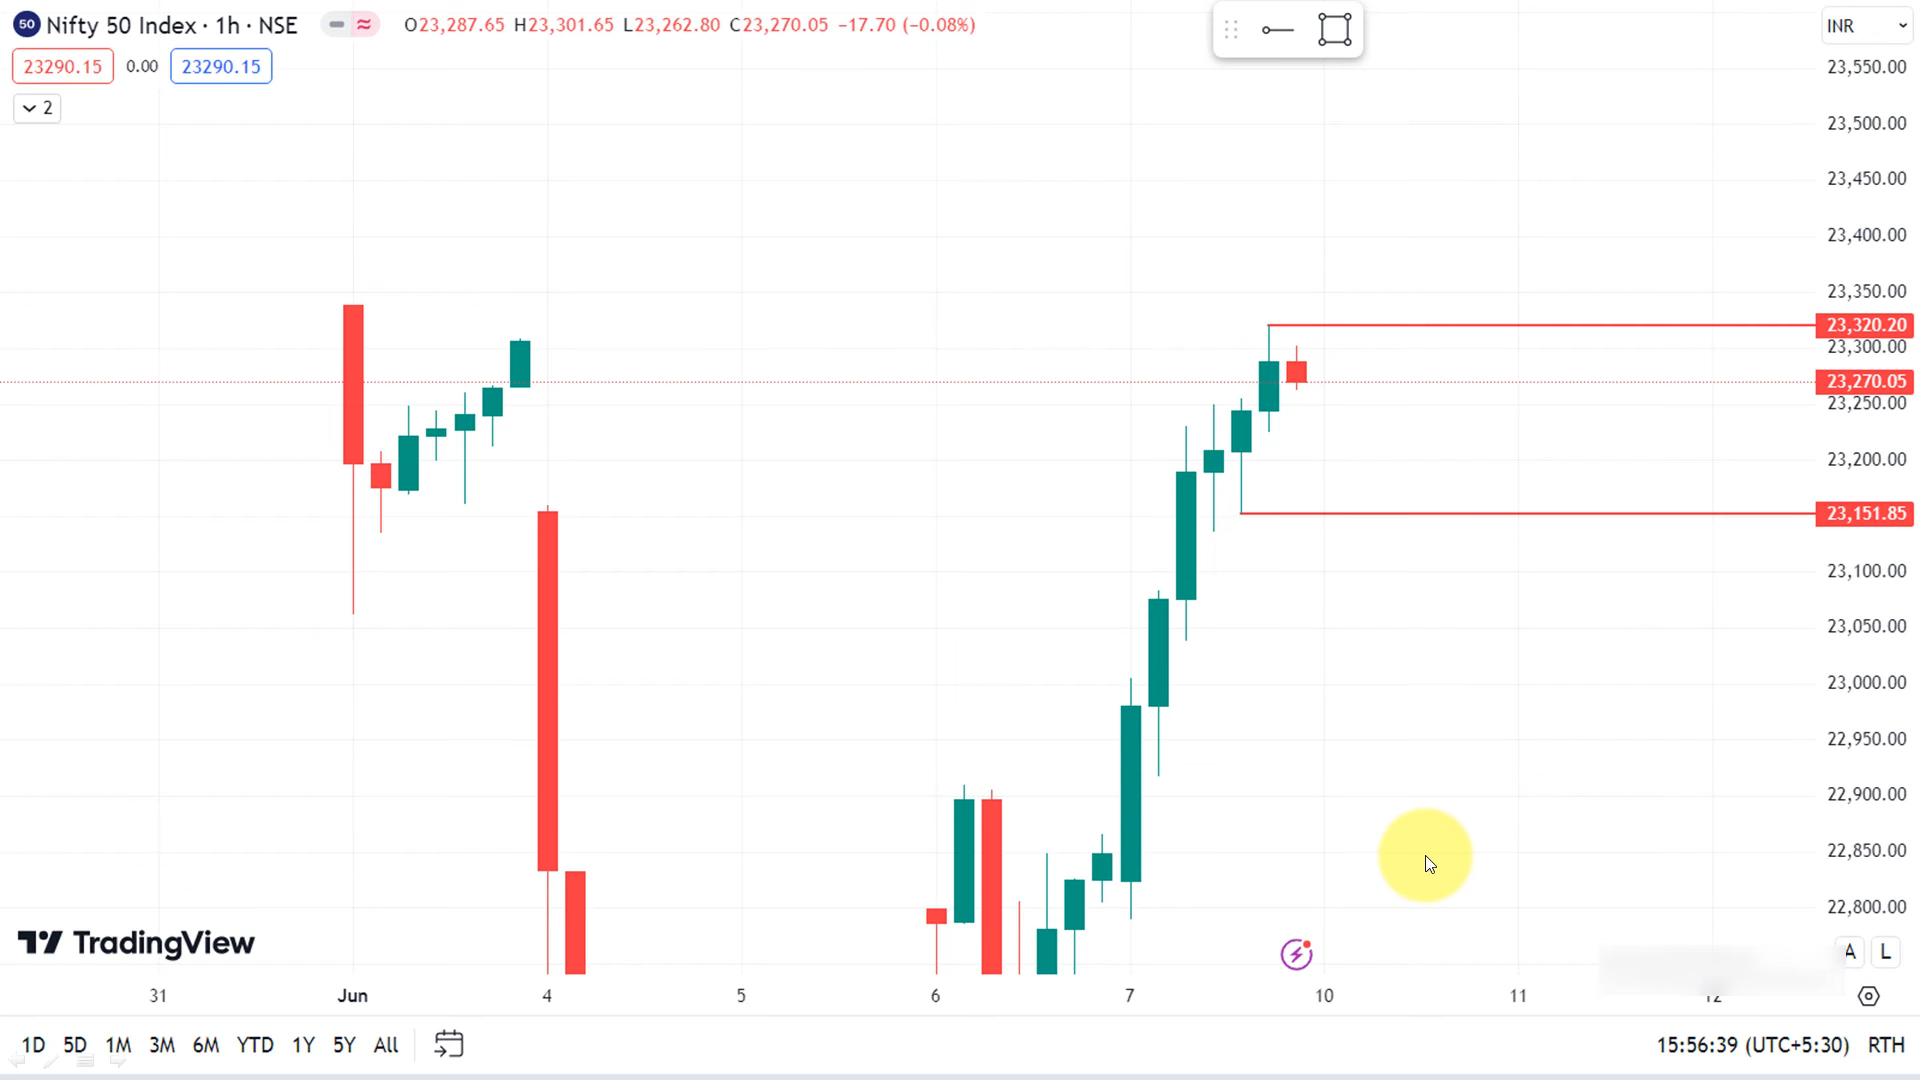 50 Nifty 50 Index · 1h · NSE O23,287.65 H23,301.65 L23,262.80 C23,270.05 −17.70 (−0.08%)
INR
23290.15 0.00 23290.15
2
23,550.00
23,500.00
23,450.00
23,400.00
23,350.00
23,320.20
23,300.00
23,270.05
23,250.00
23,200.00
23,151.85
23,100.00
23,050.00
23,000.00
22,950.00
22,900.00
22,850.00
22,800.00
TradingView
A L
31 Jun 4 5 6 7 10 11 12
1D 5D 1M 3M 6M YTD 1Y 5Y All
15:56:39 (UTC+5:30) RTH